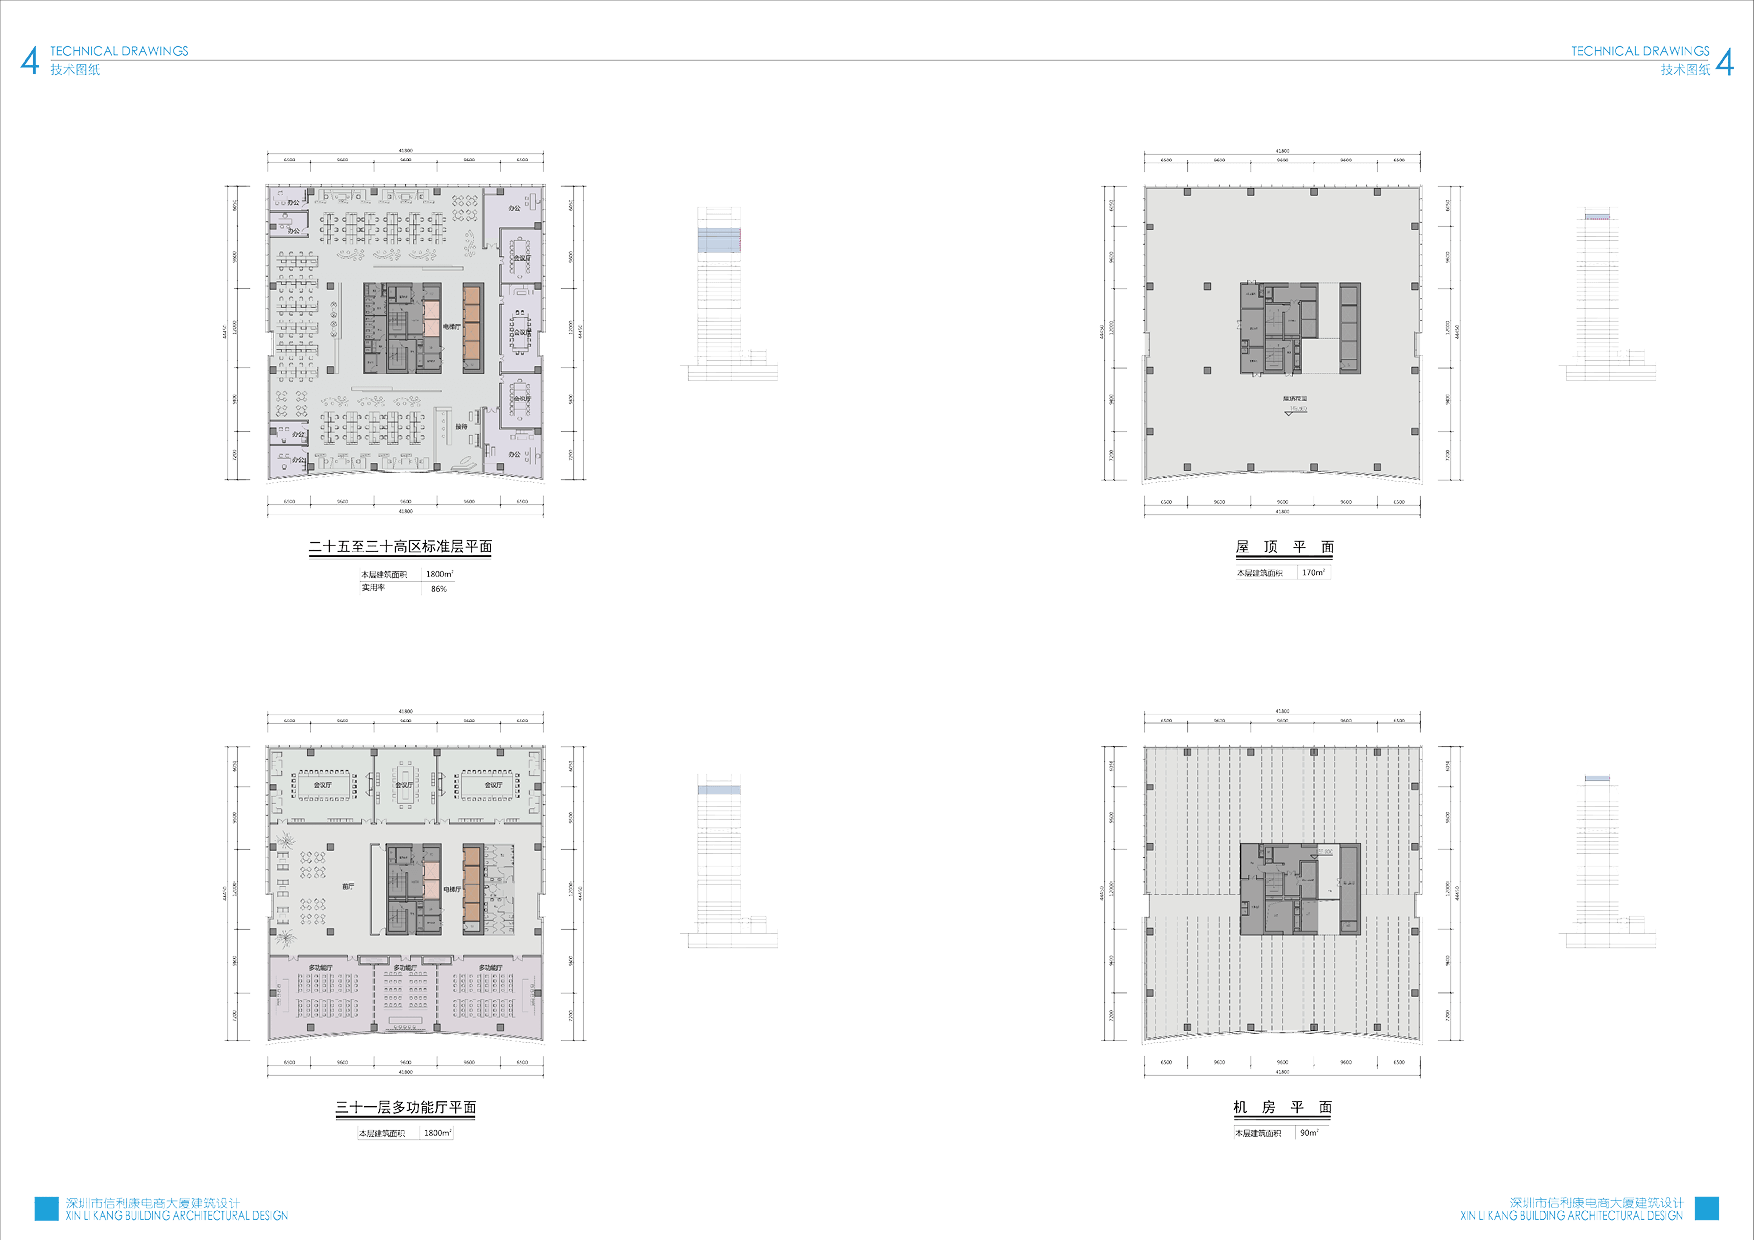 4
TECHNICAL DRAWINGS
技术图纸
TECHNICAL DRAWINGS
技术图纸
4
41800
6500 9600 9600 9600 6500
办公
办公
办公
会议厅
会议厅
会议厅
电梯厅
接待
办公
办公
办公
6500 9600 9600 9600 6500
41800
二十五至三十高区标准层平面
本层建筑面积 1800m²
实用率 86%
41800
6500 9600 9600 9600 6500
6500 9600 9600 9600 6500
41800
屋 顶 平 面
本层建筑面积 170m²
41800
6500 9600 9600 9600 6500
会议厅
会议厅
会议厅
前厅
电梯厅
多功能厅
多功能厅
多功能厅
6500 9600 9600 9600 6500
41800
三十一层多功能厅平面
本层建筑面积 1800m²
41800
6500 9600 9600 9600 6500
6500 9600 9600 9600 6500
41800
机 房 平 面
本层建筑面积 90m²
深圳市信利康电商大厦建筑设计
XIN LI KANG BUILDING ARCHITECTURAL DESIGN
深圳市信利康电商大厦建筑设计
XIN LI KANG BUILDING ARCHITECTURAL DESIGN